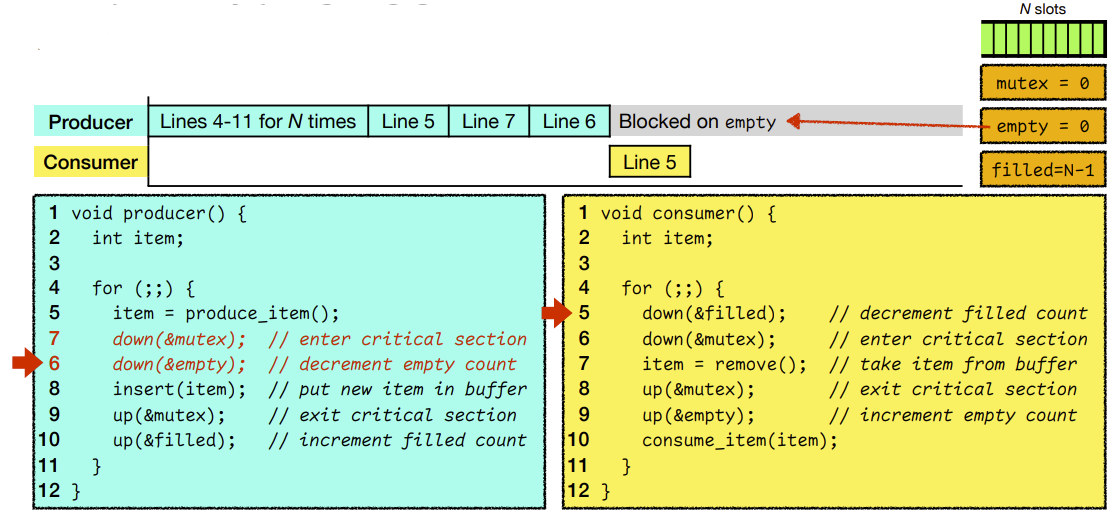 N slots
mutex = 0
Producer Lines 4-11 for N times Line 5 Line 7 Line 6 Blocked on empty
empty = 0
Consumer Line 5
filled=N-1
1 void producer() {
2 int item;
3
4 for (;;) {
5 item = produce_item();
7 down(&mutex); // enter critical section
6 down(&empty); // decrement empty count
8 insert(item); // put new item in buffer
9 up(&mutex); // exit critical section
10 up(&filled); // increment filled count
11 }
12 }
1 void consumer() {
2 int item;
3
4 for (;;) {
5 down(&filled); // decrement filled count
6 down(&mutex); // enter critical section
7 item = remove(); // take item from buffer
8 up(&mutex); // exit critical section
9 up(&empty); // increment empty count
10 consume_item(item);
11 }
12 }